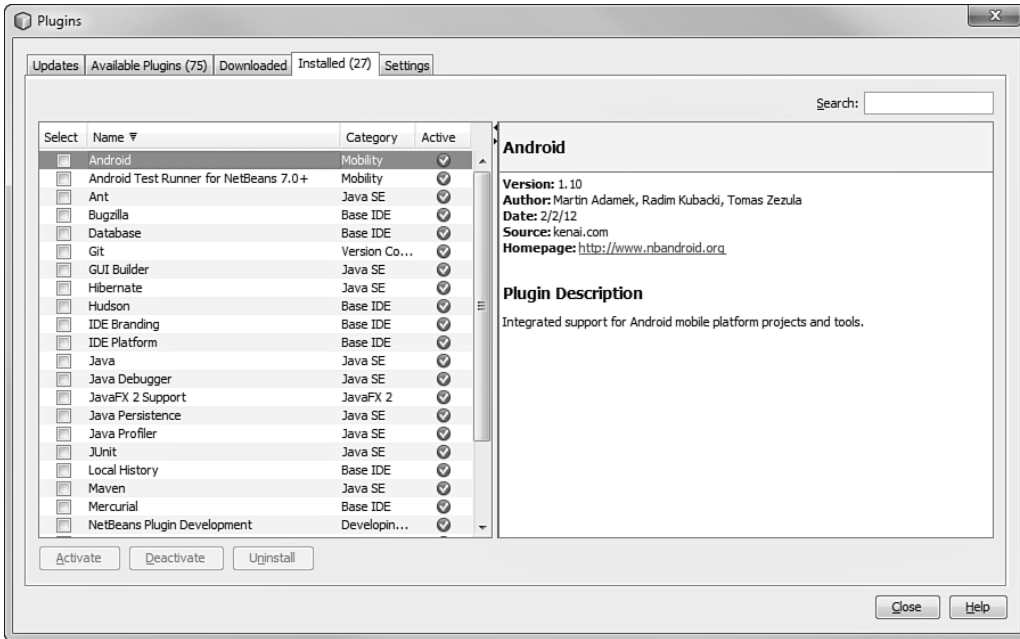 Plugins
Updates Available Plugins (75) Downloaded Installed (27) Settings
Search:
Select Name Category Active
Android Mobility
Android Test Runner for NetBeans 7.0+ Mobility
Ant Java SE
Bugzilla Base IDE
Database Base IDE
Git Version Co...
GUI Builder Java SE
Hibernate Java SE
Hudson Base IDE
IDE Branding Base IDE
IDE Platform Base IDE
Java Java SE
Java Debugger Java SE
JavaFX 2 Support JavaFX 2
Java Persistence Java SE
Java Profiler Java SE
JUnit Java SE
Local History Base IDE
Maven Java SE
Mercurial Base IDE
NetBeans Plugin Development Developin...
Android
Version: 1.10
Author: Martin Adamek, Radim Kubacki, Tomas Zezula
Date: 2/2/12
Source: kenai.com
Homepage: http://www.nbandroid.org
Plugin Description
Integrated support for Android mobile platform projects and tools.
Activate Deactivate Uninstall
Close Help